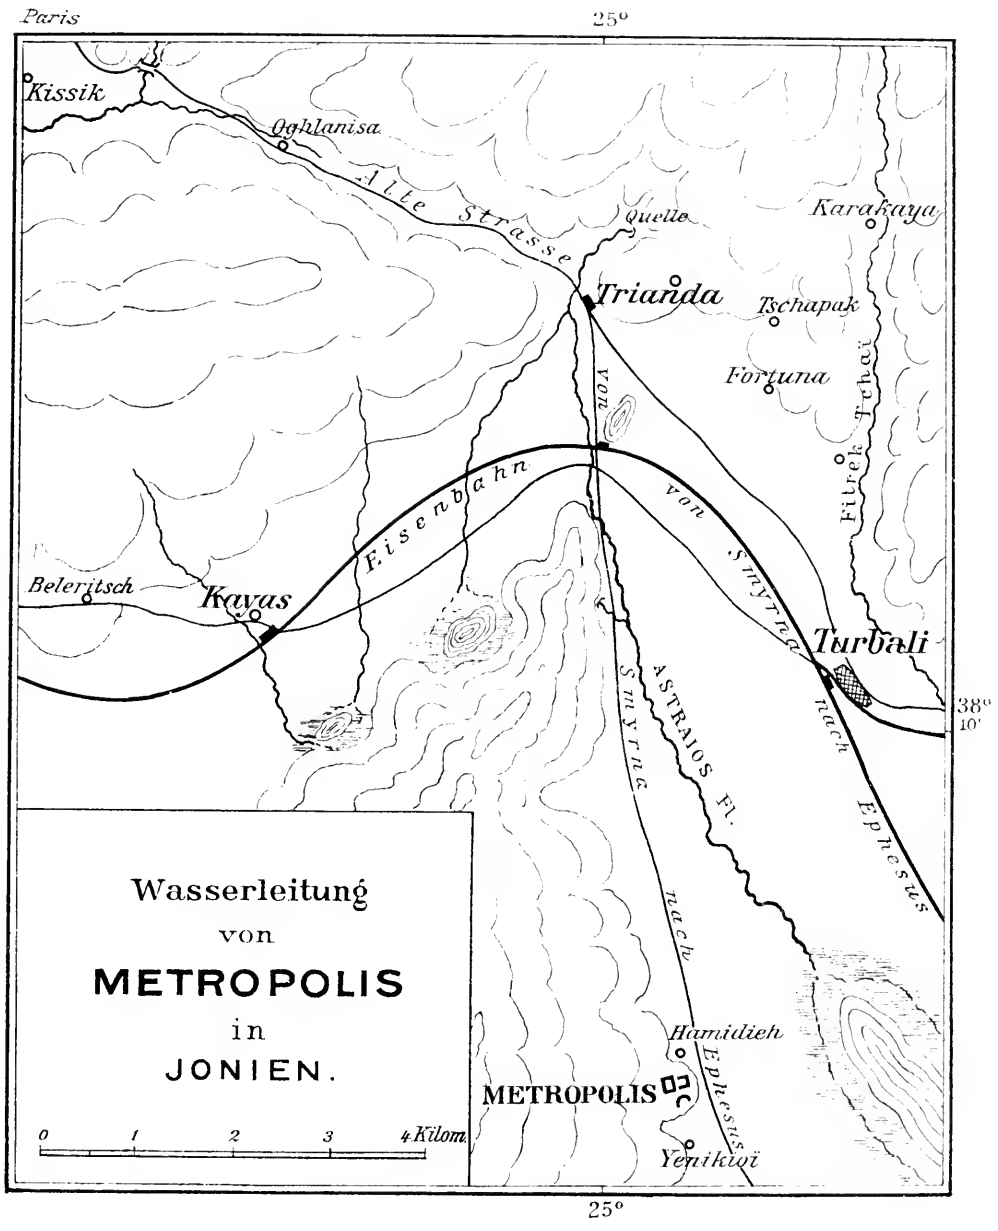 Paris
25°
Kissik
Oghlanisa
Alte Strasse
Quelle
Karakaya
Trianda
Tschapak
Fortuna
Fitrek Tchaï
von
Eisenbahn
von
Smyrna
Beleritsch
Kayas
Turbali
nach
Ephesus
38°
10'
Smyrna
ASTRAIOS Fl.
nach
Ephesus
Wasserleitung
von
METROPOLIS
in
JONIEN.
0 1 2 3 4 Kilom.
Hamidieh
METROPOLIS
Yenikioï
25°